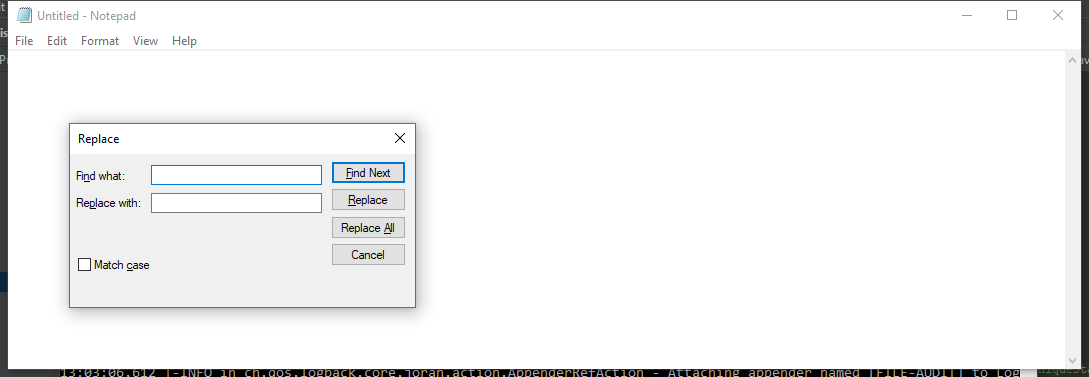 Untitled - Notepad
File Edit Format View Help
Replace
Find what:
Find Next
Replace with:
Replace
Replace All
Cancel
Match case
13:03:06.612 |-INFO in ch.qos.logback.core.joran.action.AppenderRefAction - Attaching appender named [FILE-AUDIT] to Log